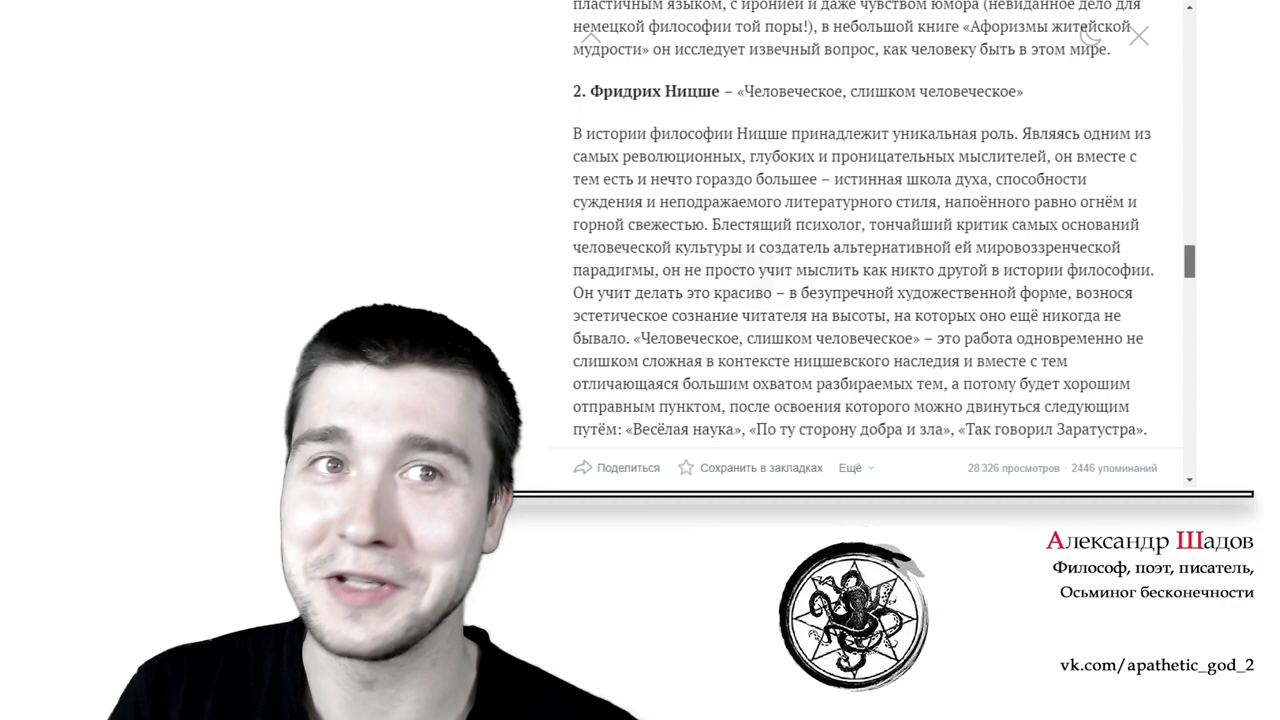 пластичным языком, с иронией и даже чувством юмора (невиданное дело для
немецкой философии той поры!), в небольшой книге «Афоризмы житейской
мудрости» он исследует извечный вопрос, как человеку быть в этом мире.
2. Фридрих Ницше – «Человеческое, слишком человеческое»
В истории философии Ницше принадлежит уникальная роль. Являясь одним из
самых революционных, глубоких и проницательных мыслителей, он вместе с
тем есть и нечто гораздо большее – истинная школа духа, способности
суждения и неподражаемого литературного стиля, напоённого равно огнём и
горной свежестью. Блестящий психолог, тончайший критик самых оснований
человеческой культуры и создатель альтернативной ей мировоззренческой
парадигмы, он не просто учит мыслить как никто другой в истории философии.
Он учит делать это красиво – в безупречной художественной форме, вознося
эстетическое сознание читателя на высоты, на которых оно ещё никогда не
бывало. «Человеческое, слишком человеческое» – это работа одновременно не
слишком сложная в контексте ницшевского наследия и вместе с тем
отличающаяся большим охватом разбираемых тем, а потому будет хорошим
отправным пунктом, после освоения которого можно двинуться следующим
путём: «Весёлая наука», «По ту сторону добра и зла», «Так говорил Заратустра».
Поделиться Сохранить в закладках Ещё 28 326 просмотров · 2446 упоминаний
Александр Шадов
Философ, поэт, писатель,
Осьминог бесконечности
vk.com/apathetic_god_2